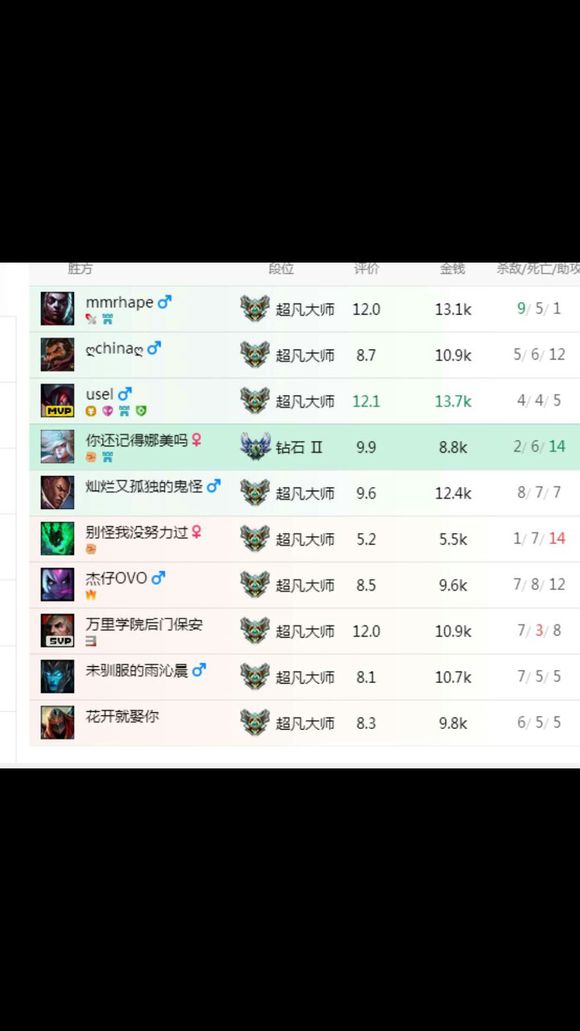 胜方 段位 评价 金钱 杀敌/死亡/助攻
mmrhape ♂ 超凡大师 12.0 13.1k 9/ 5/ 1
ღchinaღ ♂ 超凡大师 8.7 10.9k 5/ 6/ 12
usel ♂ 超凡大师 12.1 13.7k 4/ 4/ 5
MVP
你还记得娜美吗♀ 钻石 Ⅱ 9.9 8.8k 2/ 6/ 14
灿烂又孤独的鬼怪 ♂ 超凡大师 9.6 12.4k 8/ 7/ 7
别怪我没努力过♀ 超凡大师 5.2 5.5k 1/ 7/ 14
杰仔OVO ♂ 超凡大师 8.5 9.6k 7/ 8/ 12
万里学院后门保安 超凡大师 12.0 10.9k 7/ 3/ 8
SVP
未驯服的雨沁晨 ♂ 超凡大师 8.1 10.7k 7/ 5/ 5
花开就娶你 超凡大师 8.3 9.8k 6/ 5/ 5